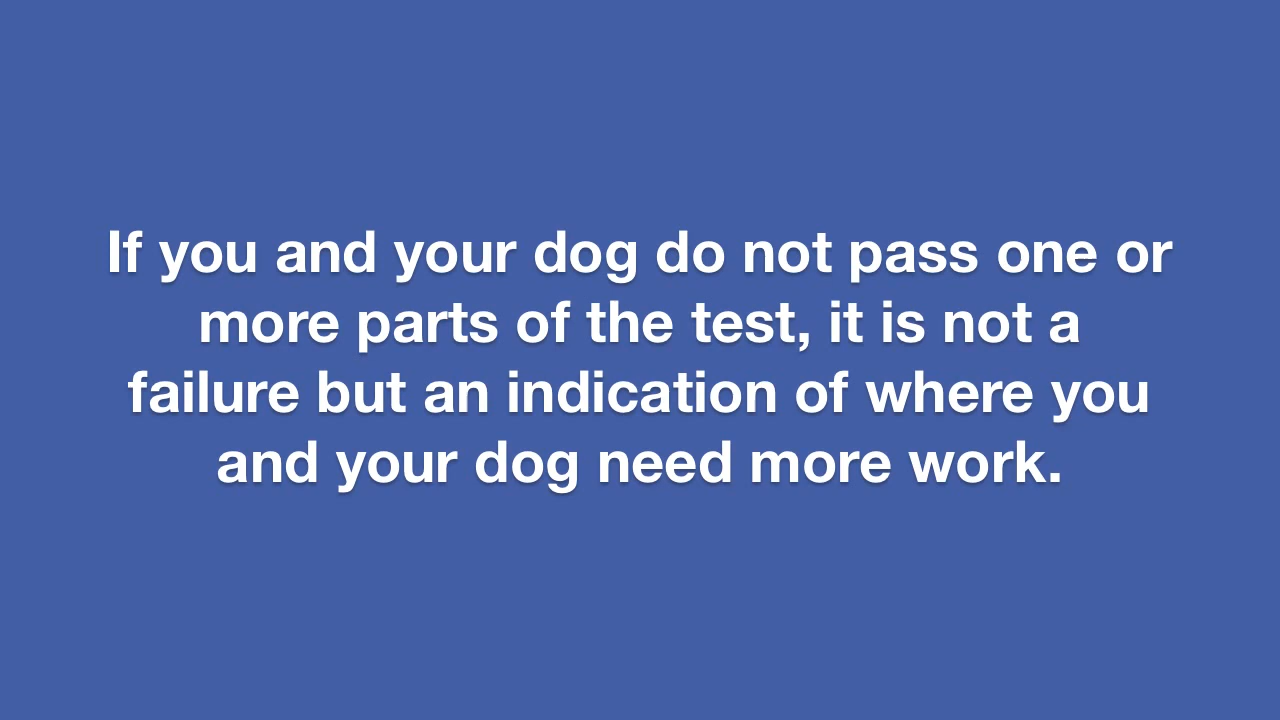 If you and your dog do not pass one or
more parts of the test, it is not a
failure but an indication of where you
and your dog need more work.